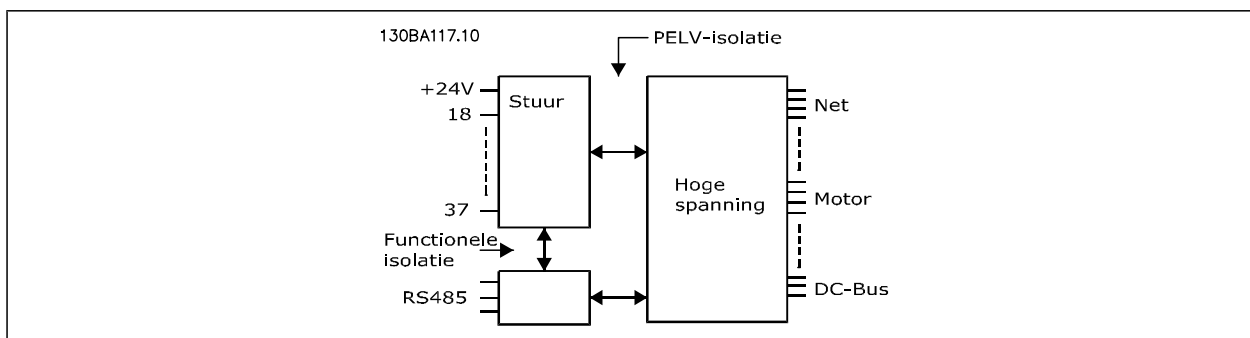 130BA117.10
PELV-isolatie
+24V
Stuur
18
Net
Hoge
spanning
Motor
37
Functionele
isolatie
RS485
DC-Bus